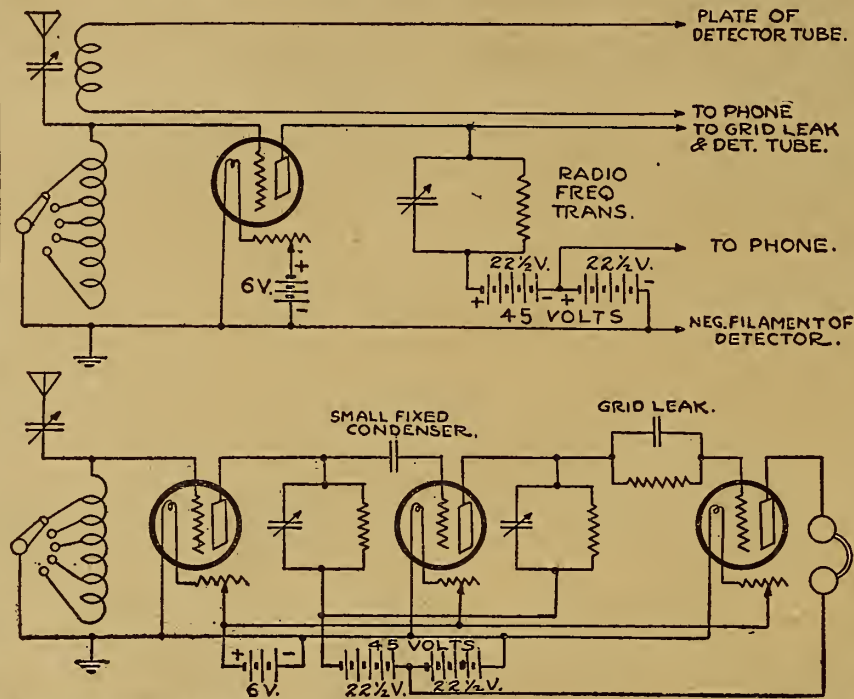 PLATE OF
DETECTOR TUBE.
TO PHONE
TO GRID LEAK
& DET. TUBE.
RADIO
FREQ
TRANS.
TO PHONE.
+
6V.
-
22½V. 22½V.
+ - + -
45 VOLTS
NEG. FILAMENT OF
DETECTOR.
SMALL FIXED
CONDENSER.
GRID LEAK.
45 VOLTS
+ -
6V. 22½V. 22½V.